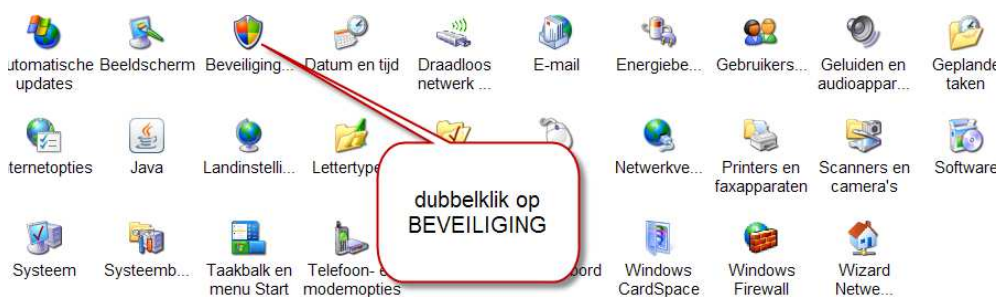 utomatische Beeldscherm Beveiliging... Datum en tijd Draadloos E-mail Energiebe... Gebruikers... Geluiden en Geplande
updates netwerk ... audioappar... taken
ternetopties Java Landinstelli... Lettertype Netwerkve... Printers en Scanners en Software
faxapparaten camera's
dubbelklik op
BEVEILIGING
Systeem Systeemb... Taakbalk en Telefoon- e ord Windows Windows Wizard
menu Start modemopties CardSpace Firewall Netwe...